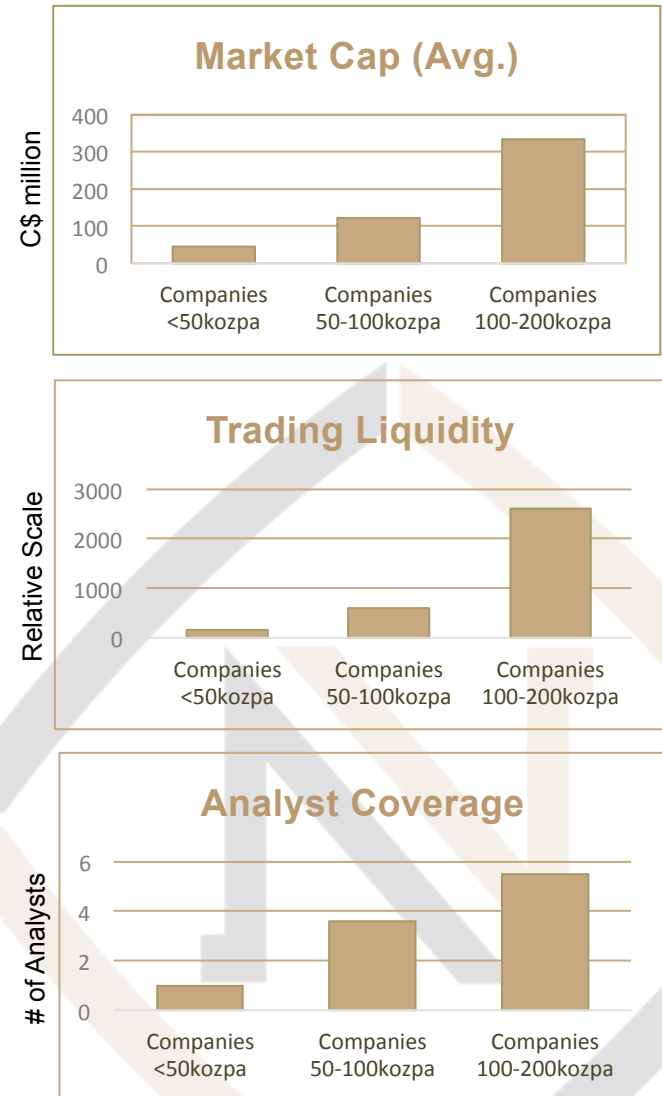 Market Cap (Avg.)
C$ million
400
300
200
100
0
Companies <50kozpa
Companies 50-100kozpa
Companies 100-200kozpa
Trading Liquidity
Relative Scale
3000
2000
1000
0
Companies <50kozpa
Companies 50-100kozpa
Companies 100-200kozpa
Analyst Coverage
# of Analysts
6
4
2
0
Companies <50kozpa
Companies 50-100kozpa
Companies 100-200kozpa